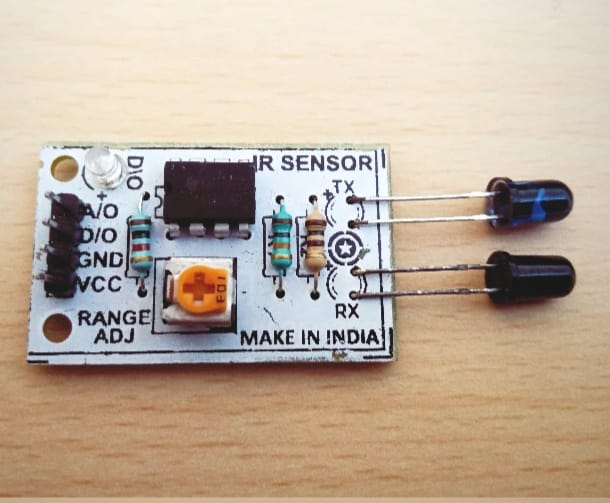 IR SENSOR
D/O
TX
A/O
D/O
GND
VCC
RX
RANGE
ADJ
MAKE IN INDIA